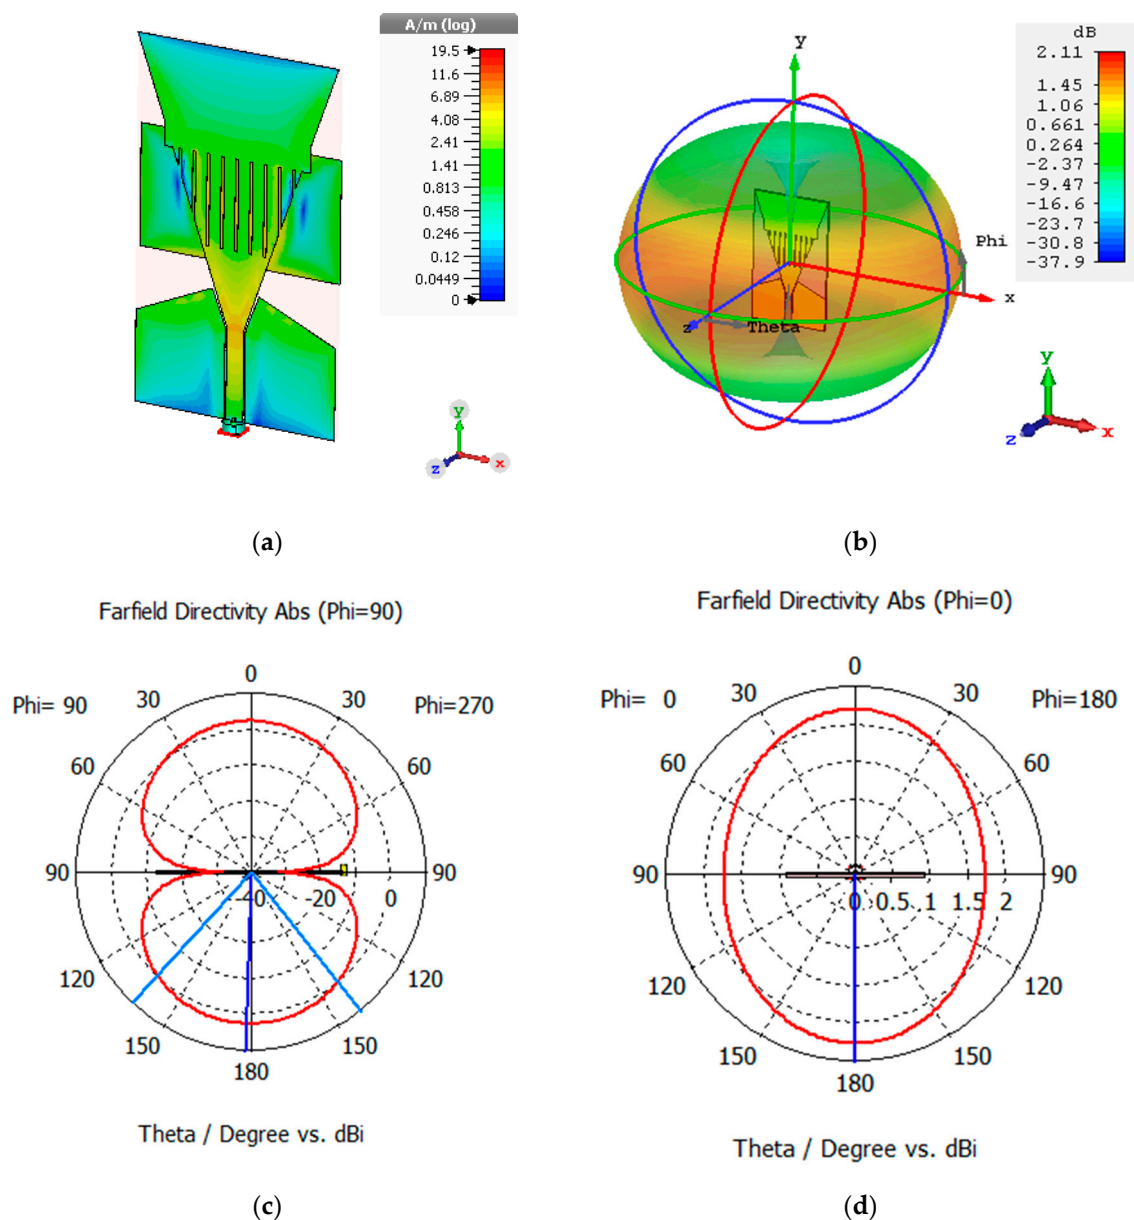 A/m (log)
19.5
11.6
6.89
4.08
2.41
1.41
0.813
0.458
0.246
0.12
0.0449
0
y
z
x
(a)
dB
2.11
1.45
1.06
0.661
0.264
-2.37
-9.47
-16.6
-23.7
-30.8
-37.9
y
Phi
x
z
Theta
y
z
x
(b)
Farfield Directivity Abs (Phi=90)
0
30
30
Phi= 90
Phi=270
60
60
90
90
-40
-20
0
120
120
150
150
180
Theta / Degree vs. dBi
(c)
Farfield Directivity Abs (Phi=0)
0
30
30
Phi= 0
Phi=180
60
60
90
90
0
0.5
1
1.5
2
120
120
150
150
180
Theta / Degree vs. dBi
(d)